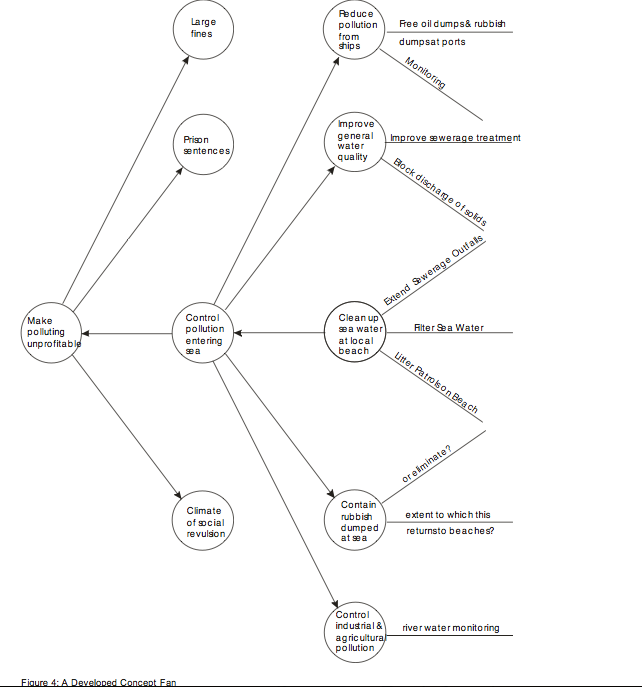 Large
fines
Reduce
pollution
from
ships
Free oil dumps& rubbish
dumpsat ports
Monitoring
Prison
sentences
Improve
general
water
quality
Improve sewerage treatment
Block discharge of solids
Extend Sewerage Outfalls
Make
polluting
unprofitable
Control
pollution
entering
sea
Clean up
sea water
at local
beach
Filter Sea Water
Litter Patrolson Beach
or eliminate?
Climate
of social
revulsion
Contain
rubbish
dumped
at sea
extent to which this
returnsto beaches?
Control
industrial &
agricultural
pollution
river water monitoring
Figure 4: A Developed Concept Fan